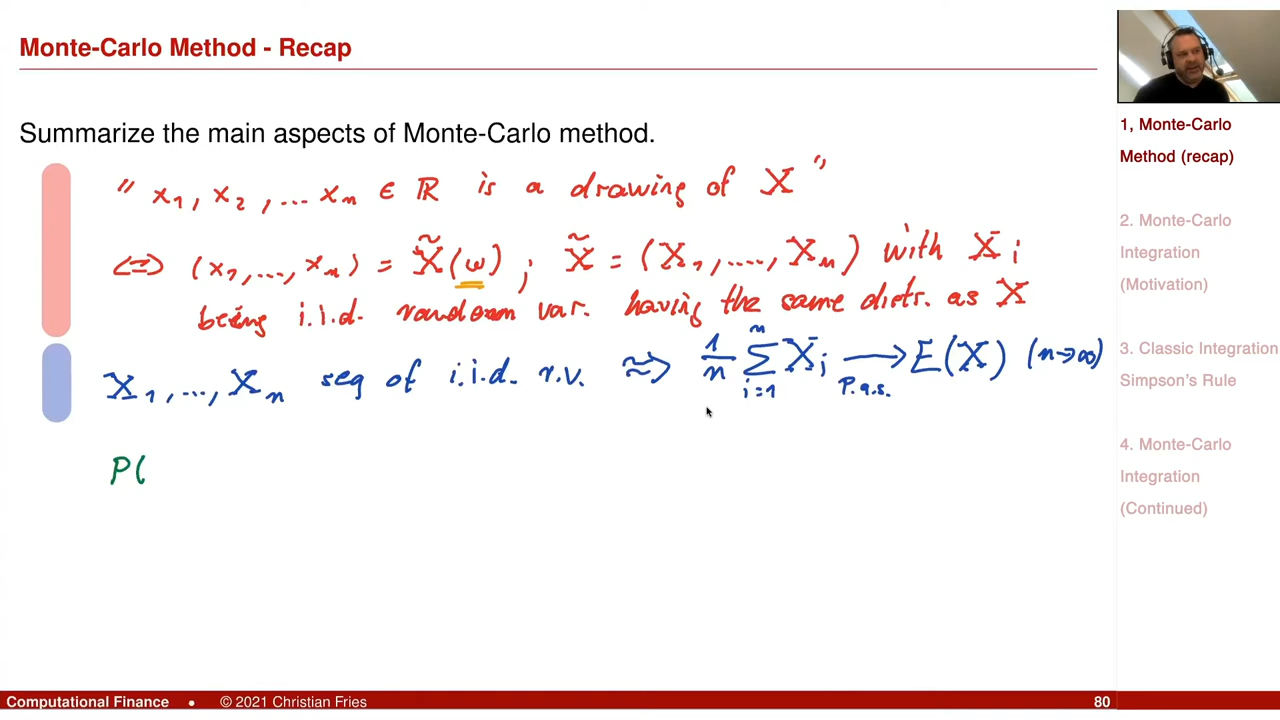 Monte-Carlo Method - Recap
Summarize the main aspects of Monte-Carlo method.
" x₁, x₂, ... xₙ ∈ ℝ is a drawing of X "
⇔ (x₁, ..., xₙ) = X̃(ω) ; X̃ = (X₁, ...., Xₙ) with Xᵢ
being i.i.d. random var. having the same distr. as X
X₁, ..., Xₙ seq of i.i.d. r.v. ≈> 1/n ∑ᵢ₌₁ⁿ Xᵢ ⟶ P.a.s. E(X) (n→∞)
P(
1, Monte-Carlo
Method (recap)
2. Monte-Carlo
Integration
(Motivation)
3. Classic Integration
Simpson's Rule
4. Monte-Carlo
Integration
(Continued)
Computational Finance • © 2021 Christian Fries 80